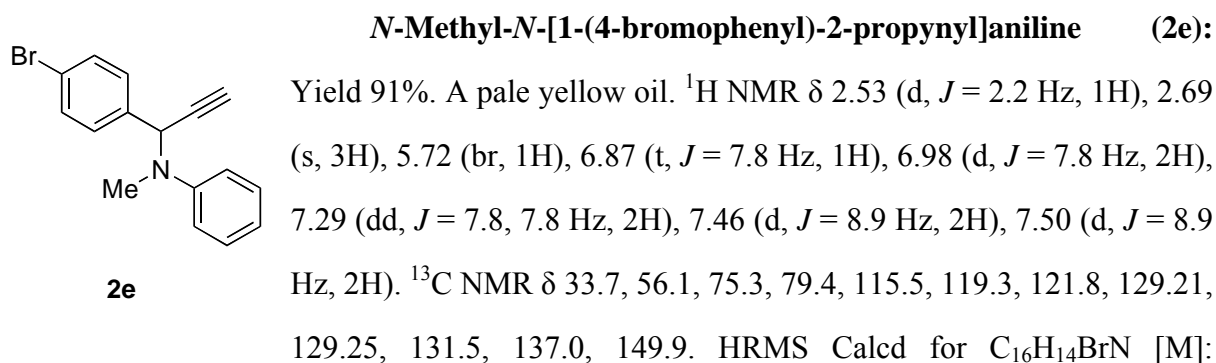 N-Methyl-N-[1-(4-bromophenyl)-2-propynyl]aniline (2e):
Yield 91%. A pale yellow oil. ¹H NMR δ 2.53 (d, J = 2.2 Hz, 1H), 2.69
(s, 3H), 5.72 (br, 1H), 6.87 (t, J = 7.8 Hz, 1H), 6.98 (d, J = 7.8 Hz, 2H),
7.29 (dd, J = 7.8, 7.8 Hz, 2H), 7.46 (d, J = 8.9 Hz, 2H), 7.50 (d, J = 8.9
Hz, 2H). ¹³C NMR δ 33.7, 56.1, 75.3, 79.4, 115.5, 119.3, 121.8, 129.21,
129.25, 131.5, 137.0, 149.9. HRMS Calcd for C₁₆H₁₄BrN [M]:
Br
N
Me
2e